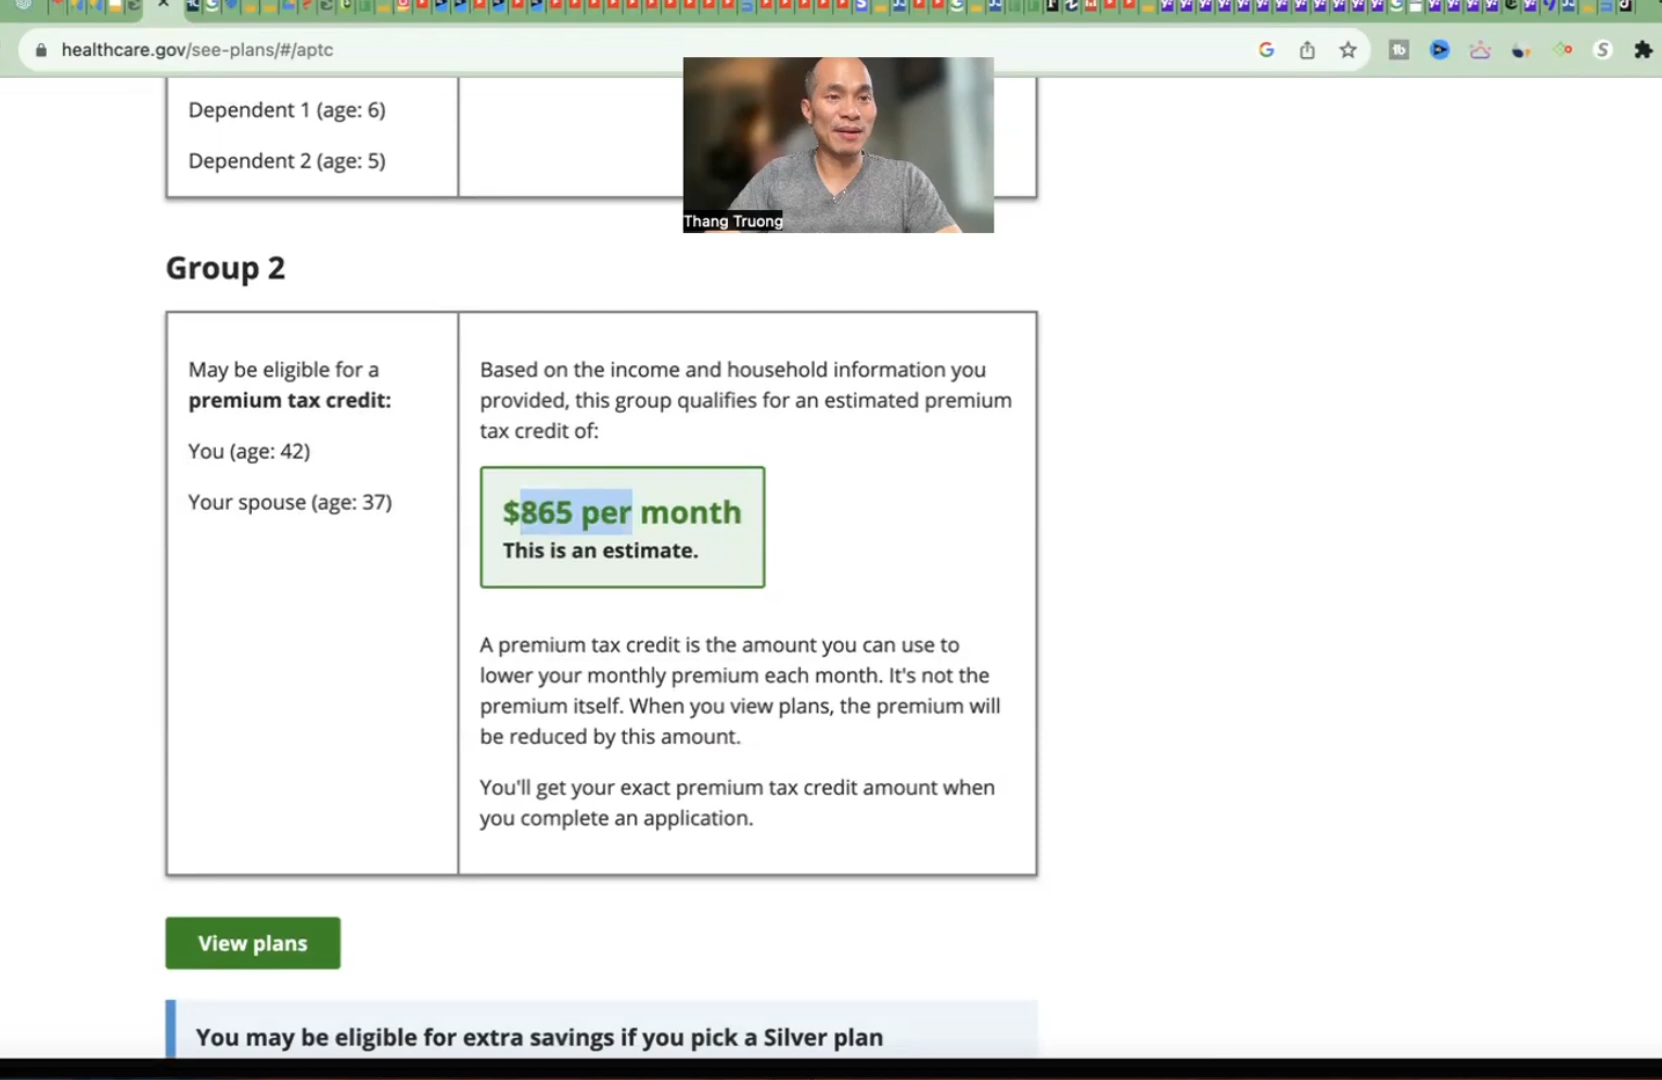 healthcare.gov/see-plans/#/aptc
Dependent 1 (age: 6)
Dependent 2 (age: 5)
Thang Truong
Group 2
May be eligible for a
premium tax credit:
You (age: 42)
Your spouse (age: 37)
Based on the income and household information you
provided, this group qualifies for an estimated premium
tax credit of:
$865 per month
This is an estimate.
A premium tax credit is the amount you can use to
lower your monthly premium each month. It's not the
premium itself. When you view plans, the premium will
be reduced by this amount.
You'll get your exact premium tax credit amount when
you complete an application.
View plans
You may be eligible for extra savings if you pick a Silver plan